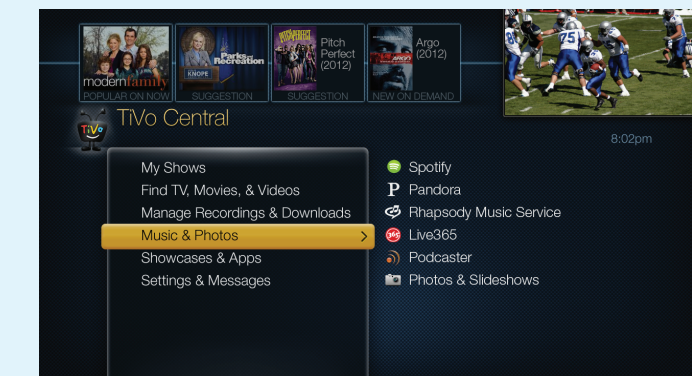 modernfamily
POPULAR ON NOW
KNOPE
Parks and Recreation
SUGGESTION
PITCH PERFECT
Pitch
Perfect
(2012)
SUGGESTION
ARGO
Argo
(2012)
NEW ON DEMAND
75
TiVo
TiVo Central
8:02pm
My Shows
Find TV, Movies, & Videos
Manage Recordings & Downloads
Music & Photos
Showcases & Apps
Settings & Messages
Spotify
P Pandora
Rhapsody Music Service
365 Live365
Podcaster
Photos & Slideshows